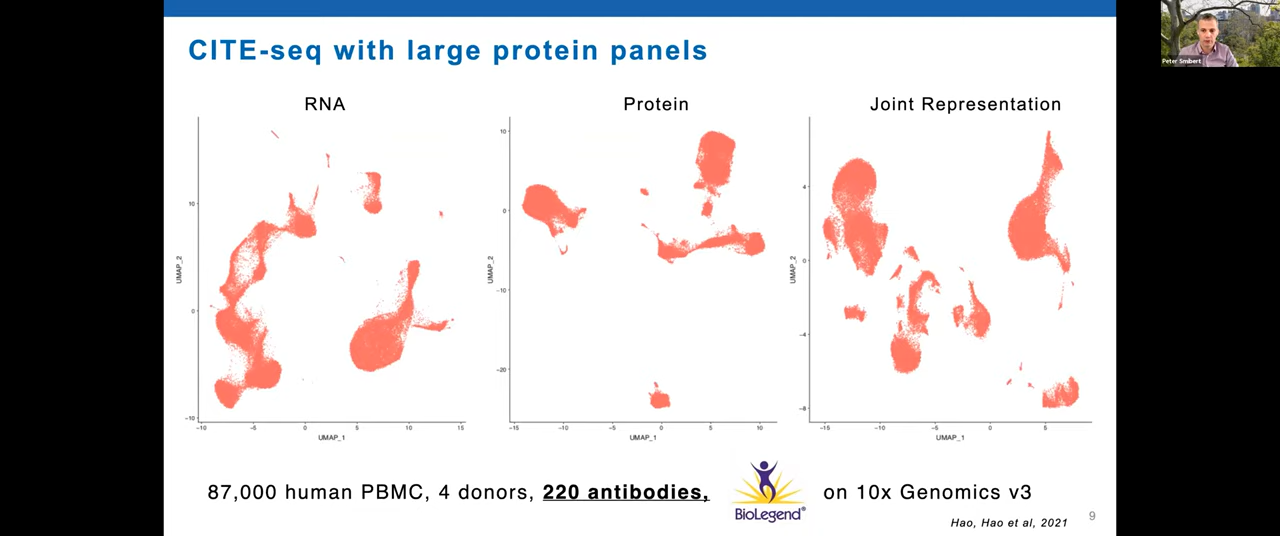 Peter Smibert
CITE-seq with large protein panels
RNA
Protein
Joint Representation
UMAP_2
10
0
-10
-10
-5
0
5
10
15
UMAP_1
UMAP_2
10
0
-10
-20
-15
-10
-5
0
5
10
UMAP_1
UMAP_2
4
0
-4
-8
-15
-10
-5
0
5
UMAP_1
87,000 human PBMC, 4 donors, 220 antibodies,
BioLegend®
on 10x Genomics v3
Hao, Hao et al, 2021
9